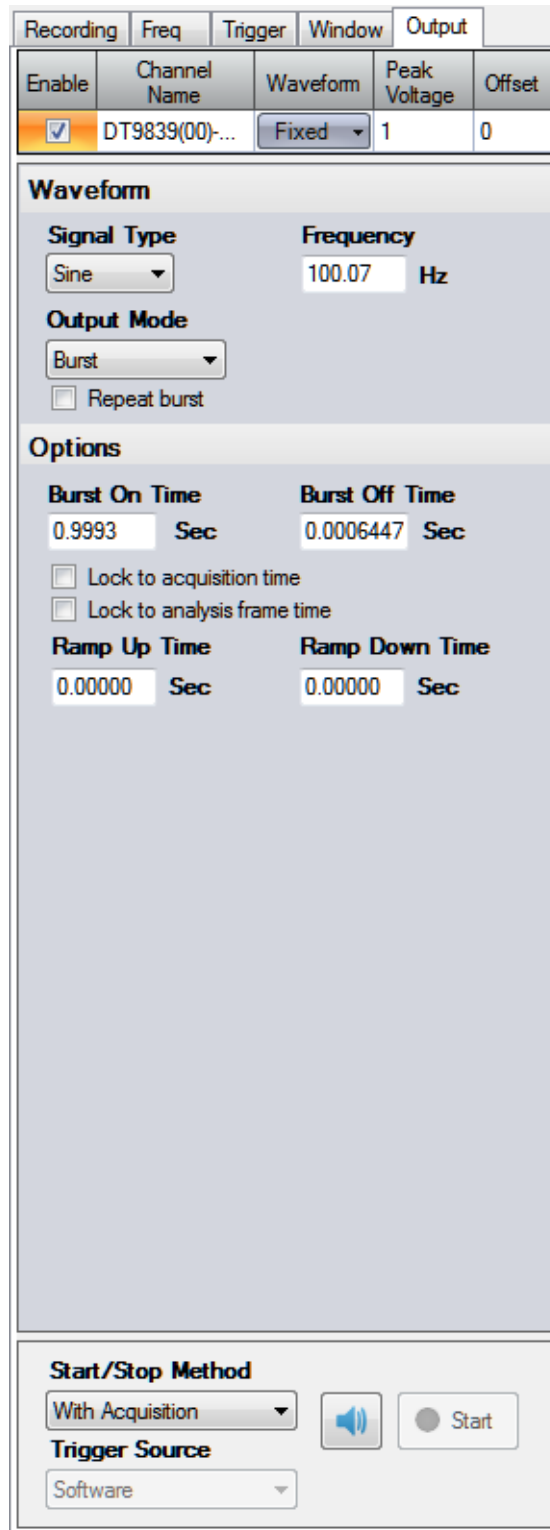 Recording Freq Trigger Window Output
Enable Channel Name Waveform Peak Voltage Offset
DT9839(00)-... Fixed 1 0
Waveform
Signal Type Frequency
Sine 100.07 Hz
Output Mode
Burst
Repeat burst
Options
Burst On Time Burst Off Time
0.9993 Sec 0.0006447 Sec
Lock to acquisition time
Lock to analysis frame time
Ramp Up Time Ramp Down Time
0.00000 Sec 0.00000 Sec
Start/Stop Method
With Acquisition Start
Trigger Source
Software